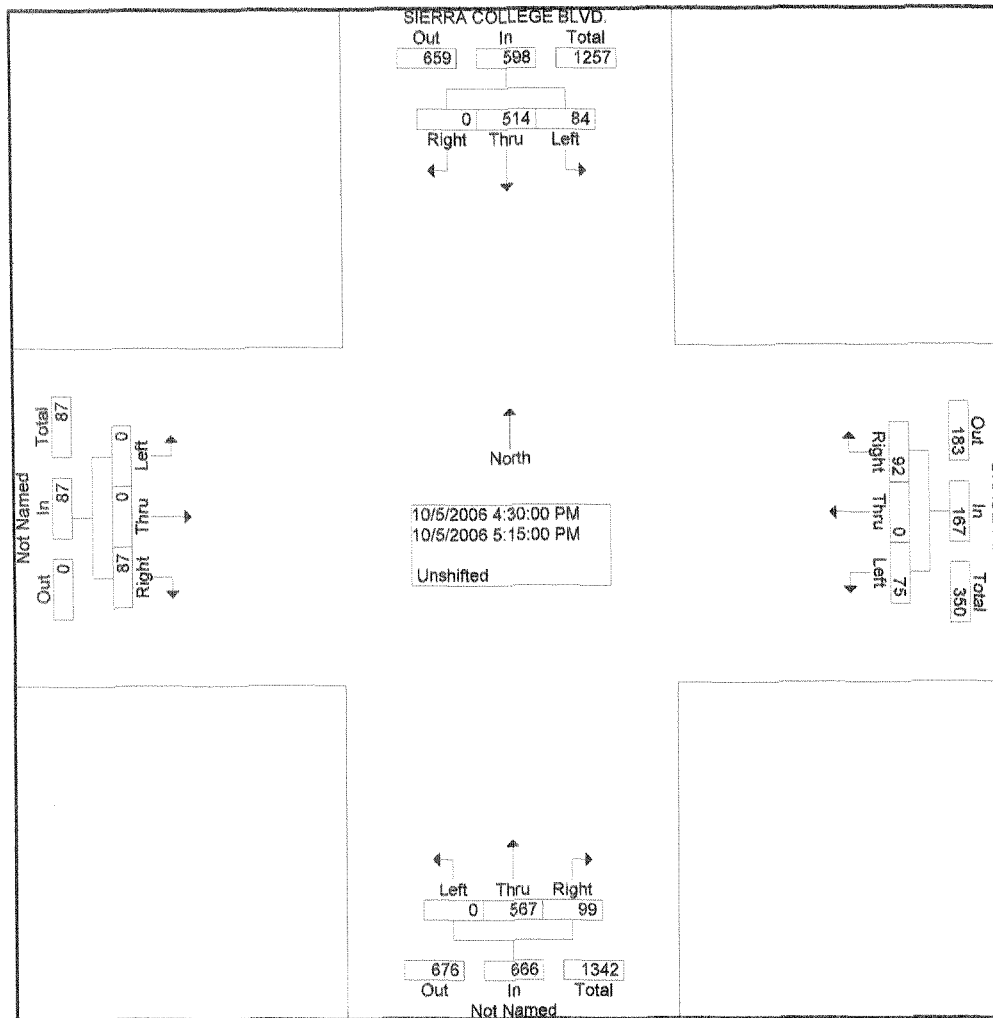 SIERRA COLLEGE BLVD.
Out In Total
659 598 1257
0 514 84
Right Thru Left
Total 87
In 87
Out 0
Not Named
Left 0
Thru 0
Right 87
North
10/5/2006 4:30:00 PM
10/5/2006 5:15:00 PM
Unshifted
Right 92
Thru 0
Left 75
Out 183
In 167
Total 350
Left Thru Right
0 567 99
676 666 1342
Out In Total
Not Named